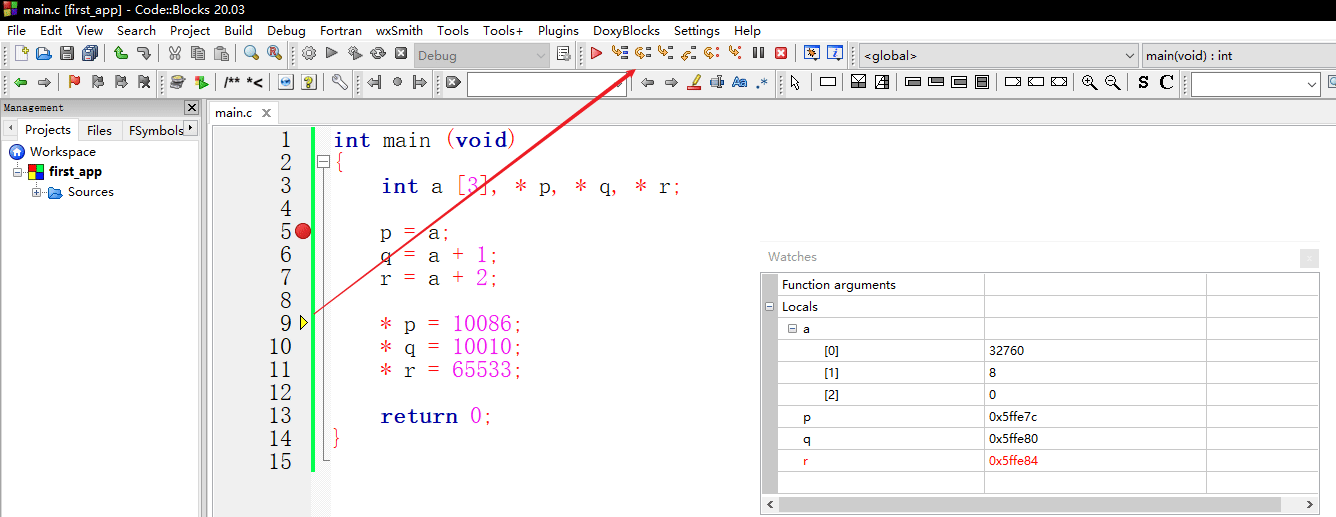 main.c [first_app] - Code::Blocks 20.03
File Edit View Search Project Build Debug Fortran wxSmith Tools Tools+ Plugins DoxyBlocks Settings Help
Debug
<global>
main(void) : int
/** *<
Aa .*
S C
Management
Projects Files FSymbols
Workspace
first_app
Sources
main.c
1 int main (void)
2 {
3 int a [3], * p, * q, * r;
4
5 p = a;
6 q = a + 1;
7 r = a + 2;
8
9 * p = 10086;
10 * q = 10010;
11 * r = 65533;
12
13 return 0;
14 }
15
Watches
Function arguments
Locals
a
[0] 32760
[1] 8
[2] 0
p 0x5ffe7c
q 0x5ffe80
r 0x5ffe84